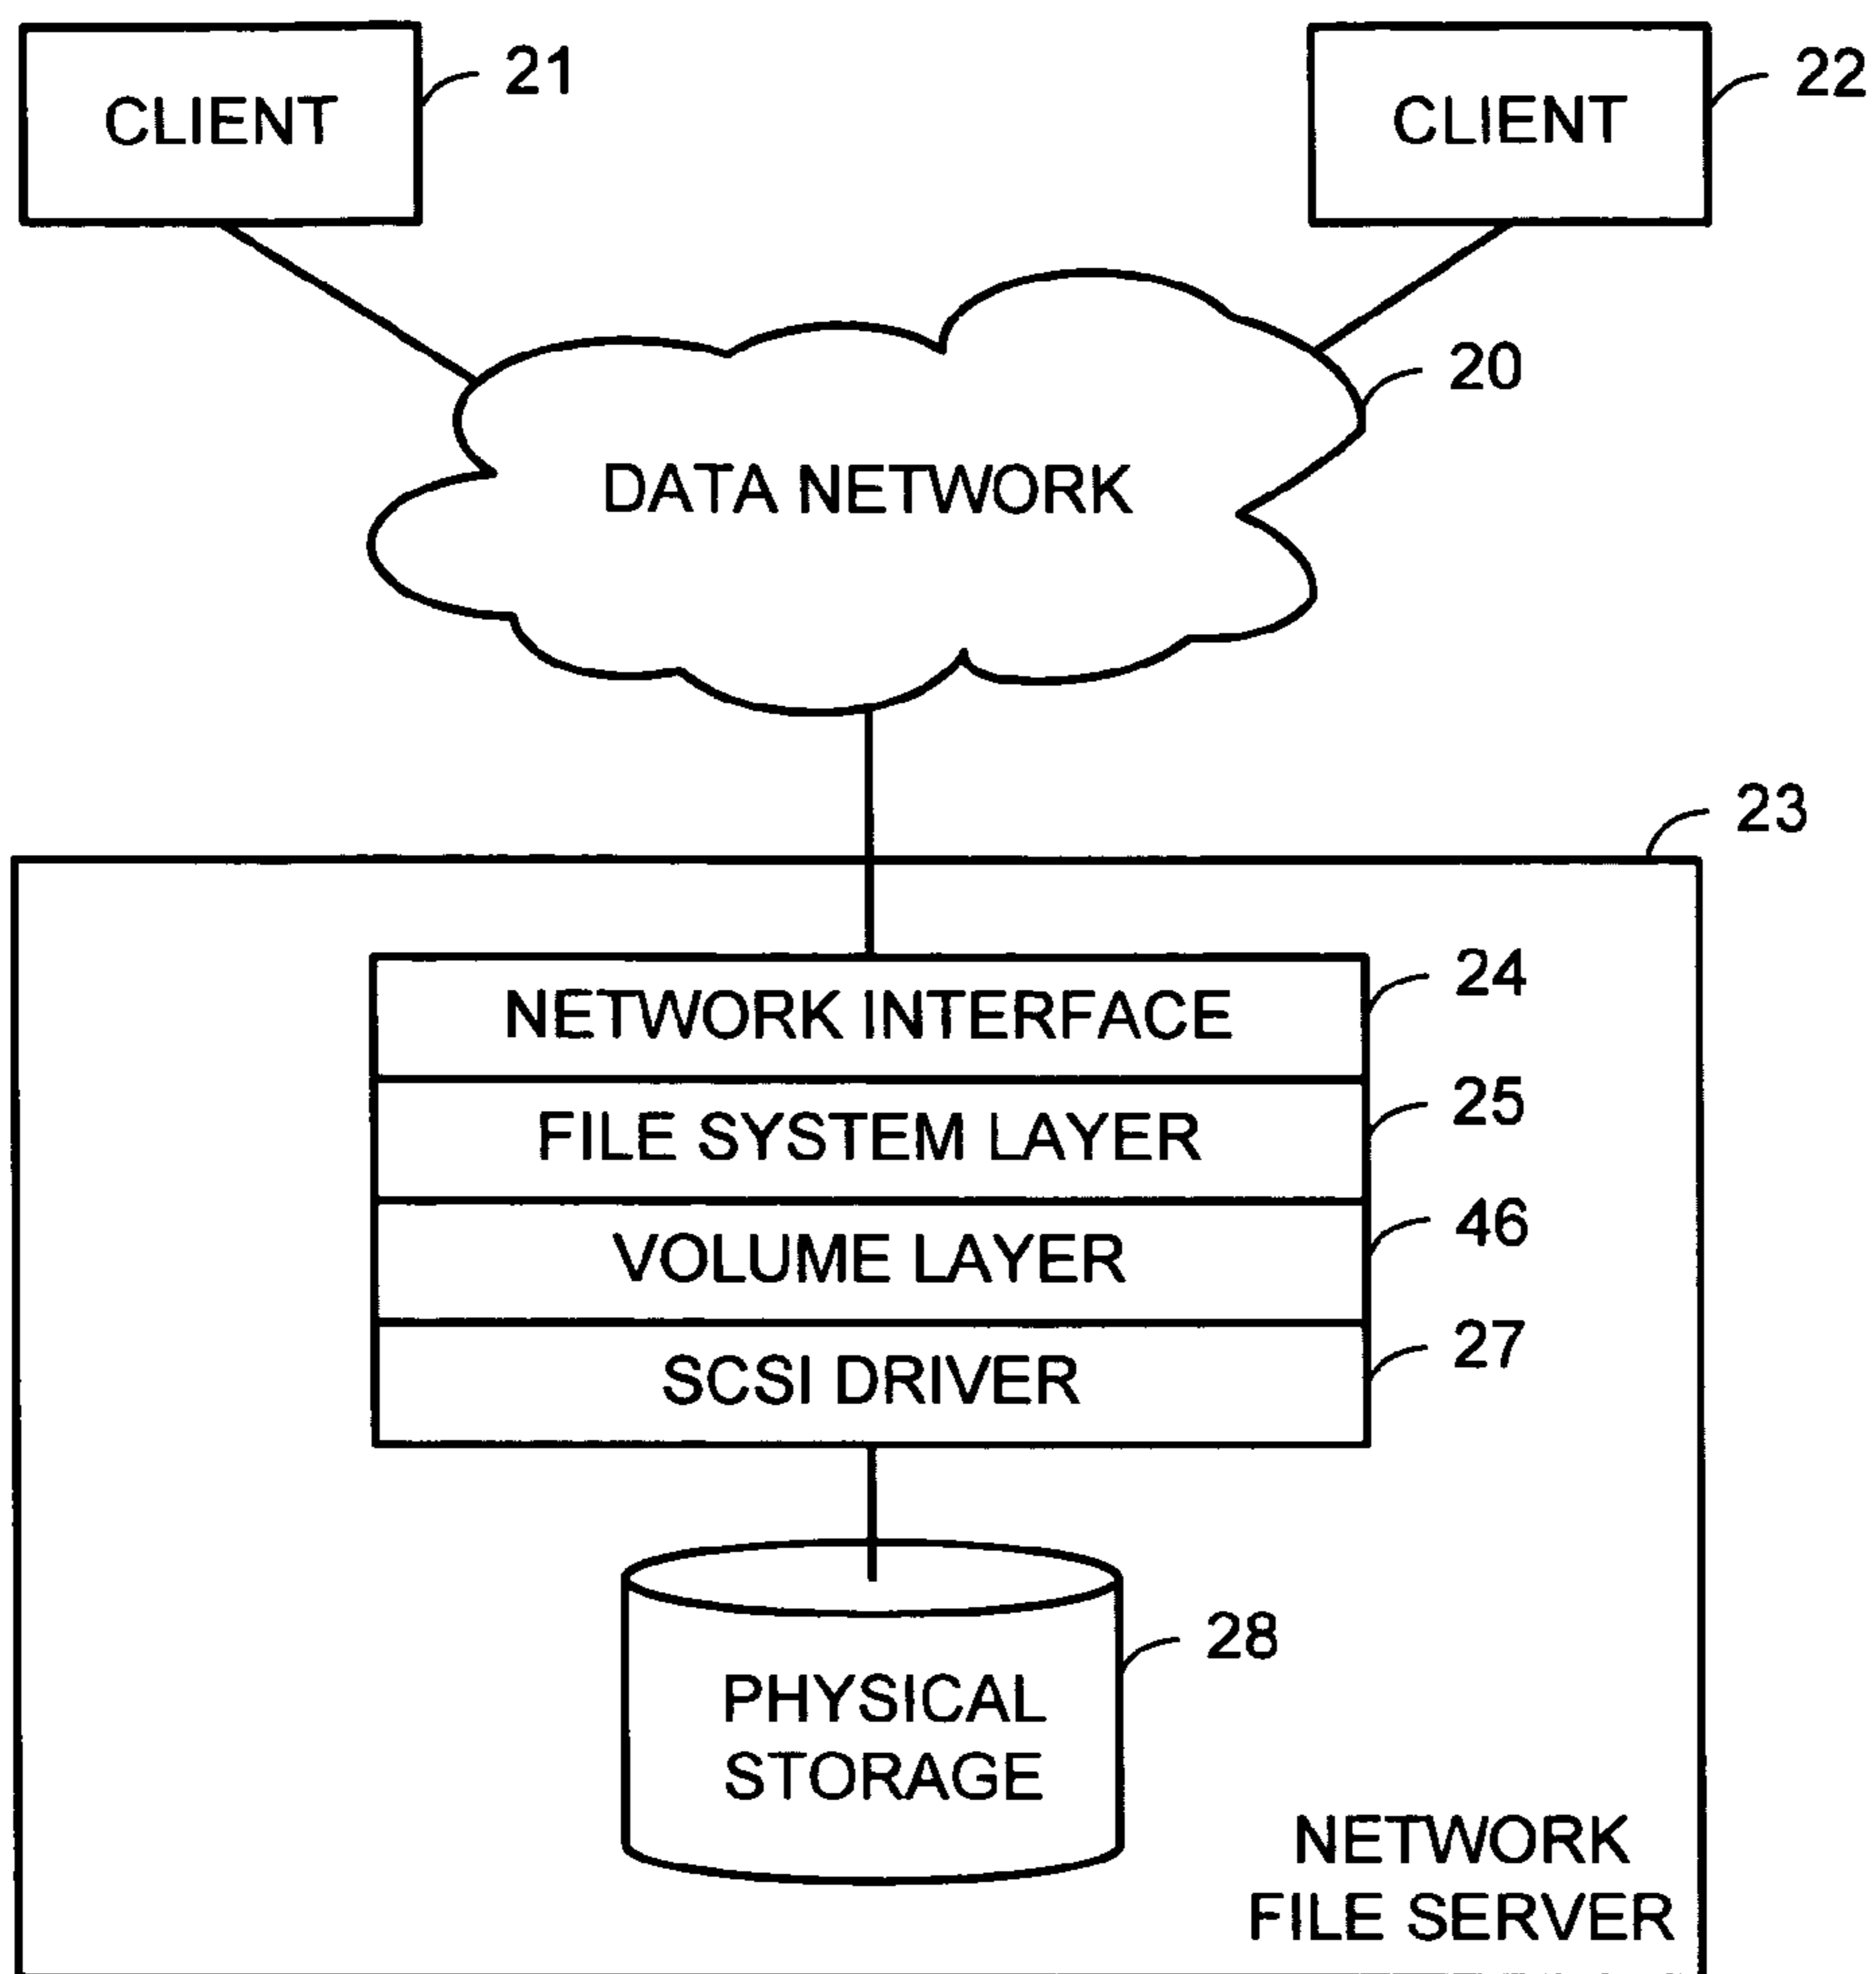 CLIENT
21
CLIENT
22
20
DATA NETWORK
23
NETWORK INTERFACE
24
FILE SYSTEM LAYER
25
VOLUME LAYER
46
SCSI DRIVER
27
28
PHYSICAL
STORAGE
NETWORK
FILE SERVER